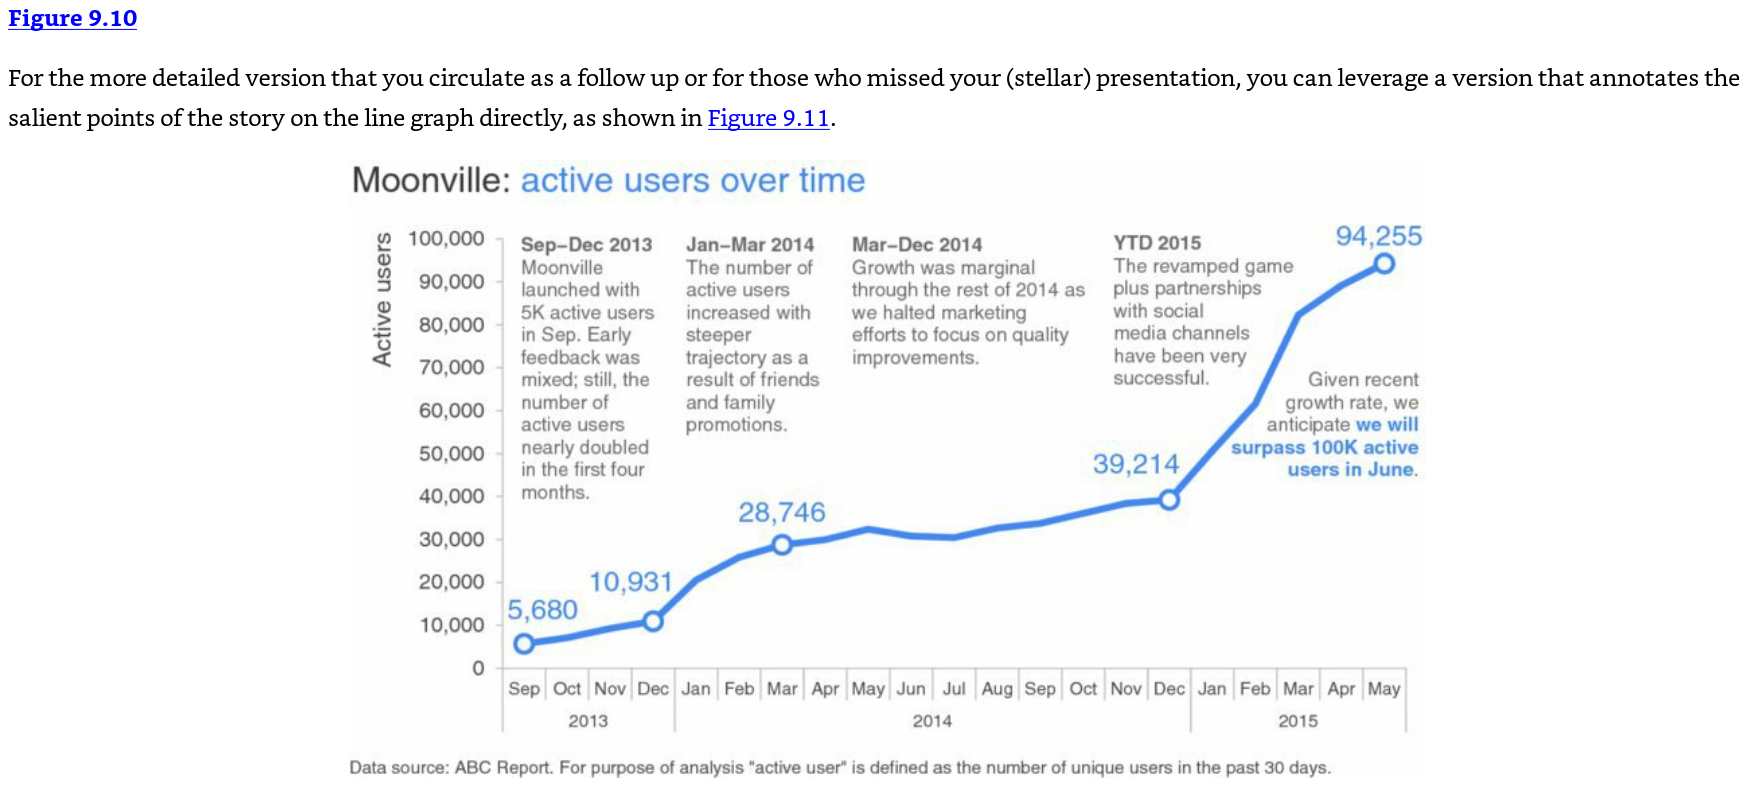 Figure 9.10
For the more detailed version that you circulate as a follow up or for those who missed your (stellar) presentation, you can leverage a version that annotates the
salient points of the story on the line graph directly, as shown in Figure 9.11.
Moonville: active users over time
Active users
100,000
90,000
80,000
70,000
60,000
50,000
40,000
30,000
20,000
10,000
0
Sep–Dec 2013
Moonville
launched with
5K active users
in Sep. Early
feedback was
mixed; still, the
number of
active users
nearly doubled
in the first four
months.
Jan–Mar 2014
The number of
active users
increased with
steeper
trajectory as a
result of friends
and family
promotions.
Mar–Dec 2014
Growth was marginal
through the rest of 2014 as
we halted marketing
efforts to focus on quality
improvements.
YTD 2015
The revamped game
plus partnerships
with social
media channels
have been very
successful.
Given recent
growth rate, we
anticipate we will
surpass 100K active
users in June.
5,680
10,931
28,746
39,214
94,255
Sep Oct Nov Dec Jan Feb Mar Apr May Jun Jul Aug Sep Oct Nov Dec Jan Feb Mar Apr May
2013 2014 2015
Data source: ABC Report. For purpose of analysis "active user" is defined as the number of unique users in the past 30 days.